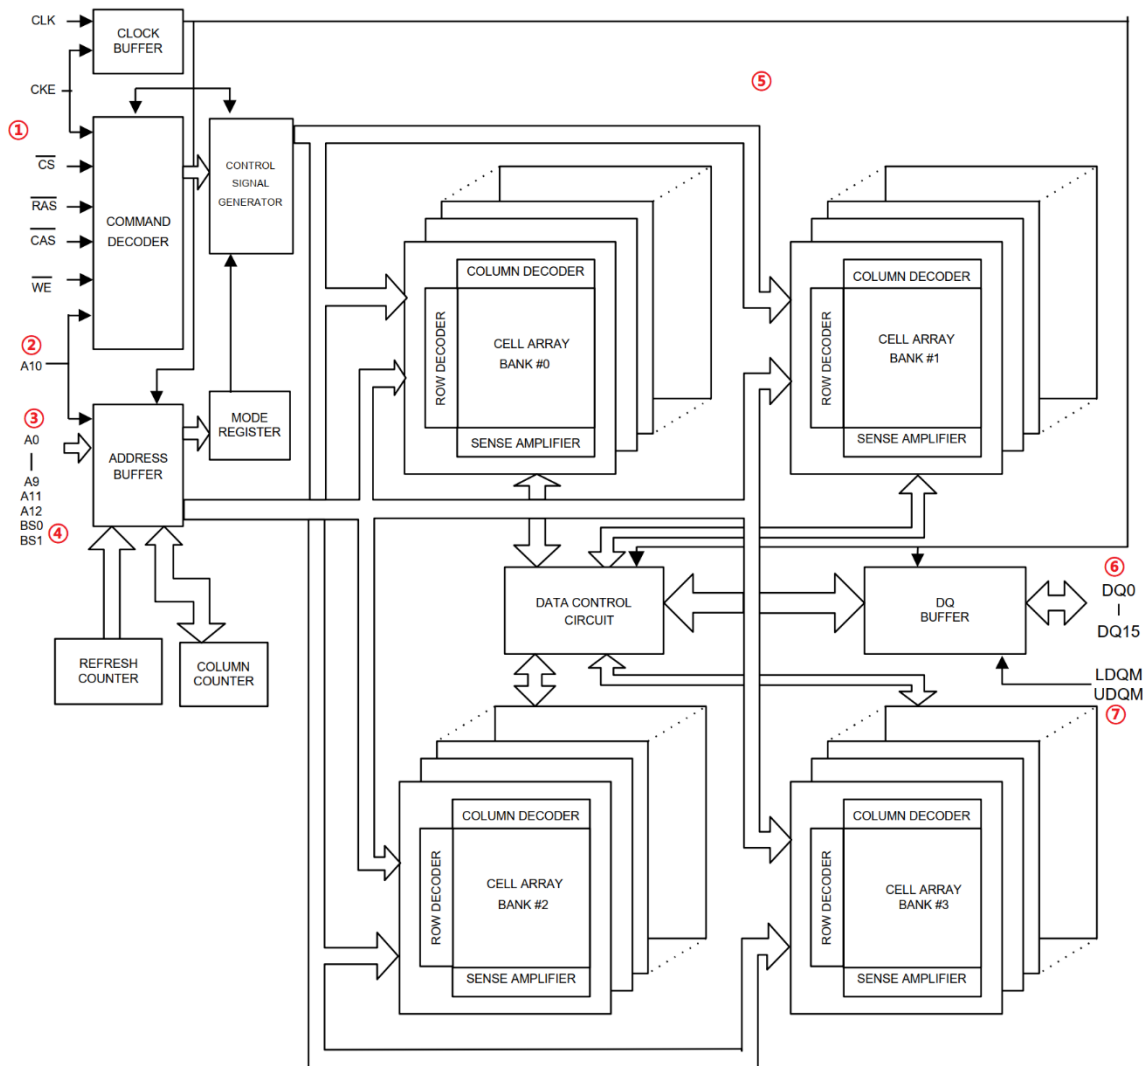 CLK
CLOCK
BUFFER
CKE
⑤
①
CS
RAS
CAS
WE
COMMAND
DECODER
CONTROL
SIGNAL
GENERATOR
②
A10
③
A0
A9
A11
A12
BS0
BS1
④
ADDRESS
BUFFER
MODE
REGISTER
REFRESH
COUNTER
COLUMN
COUNTER
COLUMN DECODER
ROW DECODER
CELL ARRAY
BANK #0
SENSE AMPLIFIER
COLUMN DECODER
ROW DECODER
CELL ARRAY
BANK #1
SENSE AMPLIFIER
DATA CONTROL
CIRCUIT
DQ
BUFFER
⑥
DQ0
DQ15
LDQM
UDQM
⑦
COLUMN DECODER
ROW DECODER
CELL ARRAY
BANK #2
SENSE AMPLIFIER
COLUMN DECODER
ROW DECODER
CELL ARRAY
BANK #3
SENSE AMPLIFIER